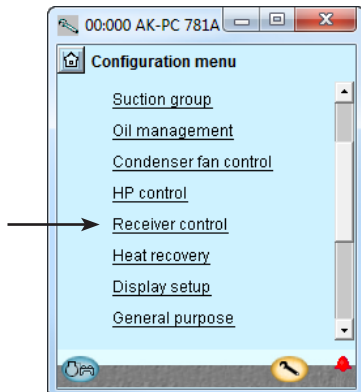 00:000 AK-PC 781A
Configuration menu
Suction group
Oil management
Condenser fan control
HP control
Receiver control
Heat recovery
Display setup
General purpose